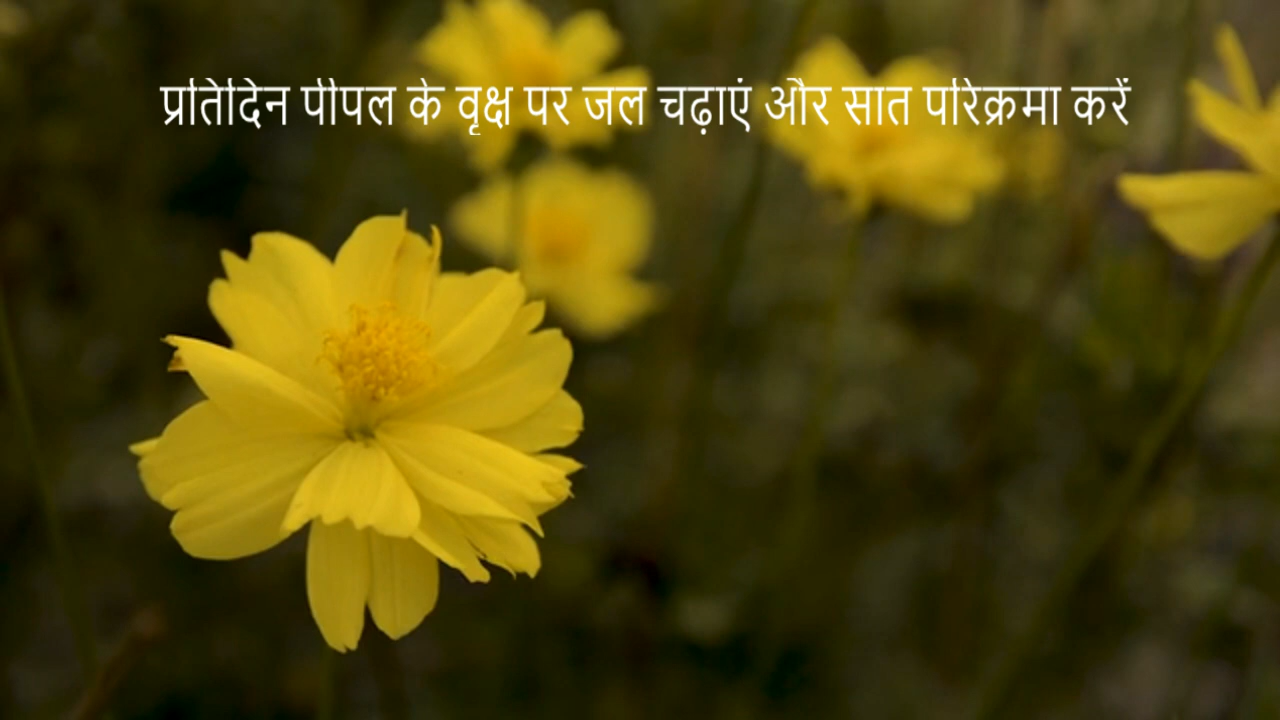 प्रतिदिन पीपल के वृक्ष पर जल चढ़ाएं और सात परिक्रमा करें